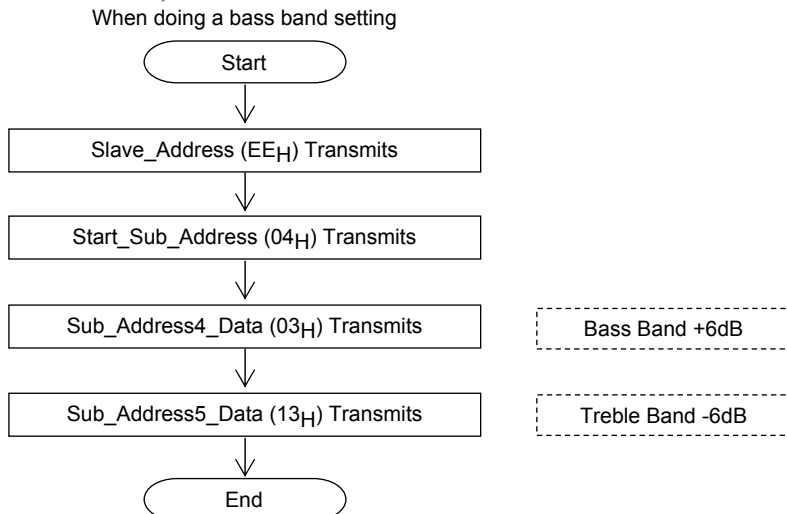 When doing a bass band setting
Start
Slave_Address (EEH) Transmits
Start_Sub_Address (04H) Transmits
Sub_Address4_Data (03H) Transmits
Bass Band +6dB
Sub_Address5_Data (13H) Transmits
Treble Band -6dB
End